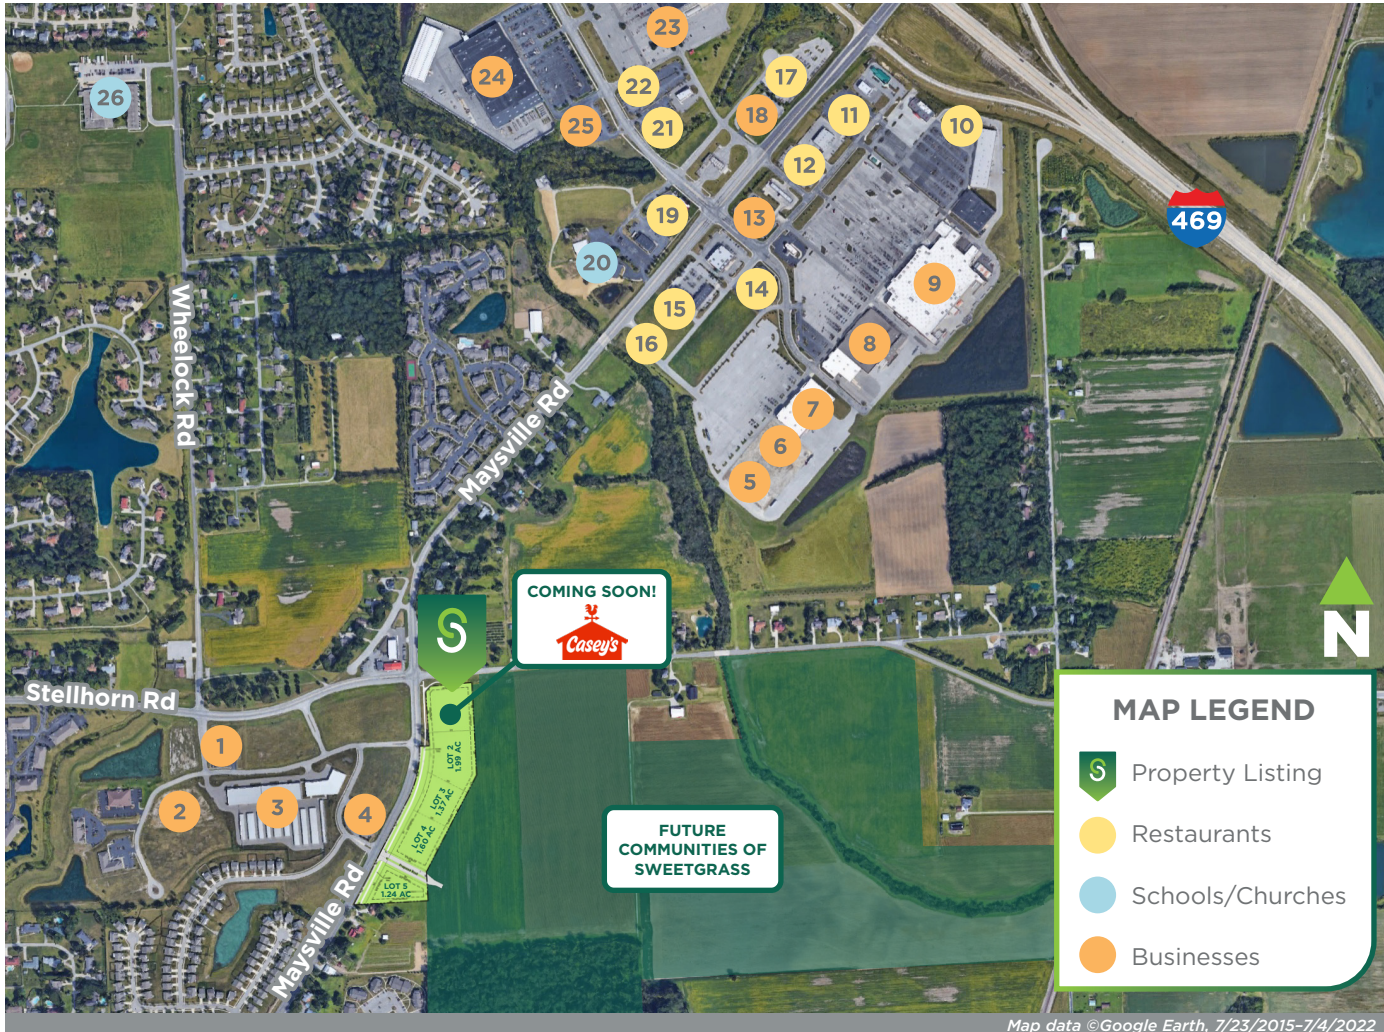 23
24
22
17
26
25
21
18
11
10
12
19
13
469
20
9
14
15
16
8
Wheelock Rd
Maysville Rd
7
6
5
COMING SOON!
Casey's
S
N
Stellhorn Rd
1
2
3
4
LOT 2
1.99 AC
LOT 3
1.37 AC
LOT 4
1.60 AC
LOT 5
1.24 AC
Maysville Rd
FUTURE
COMMUNITIES OF
SWEETGRASS
MAP LEGEND
S
Property Listing
Restaurants
Schools/Churches
Businesses
Map data ©Google Earth, 7/23/2015-7/4/2022